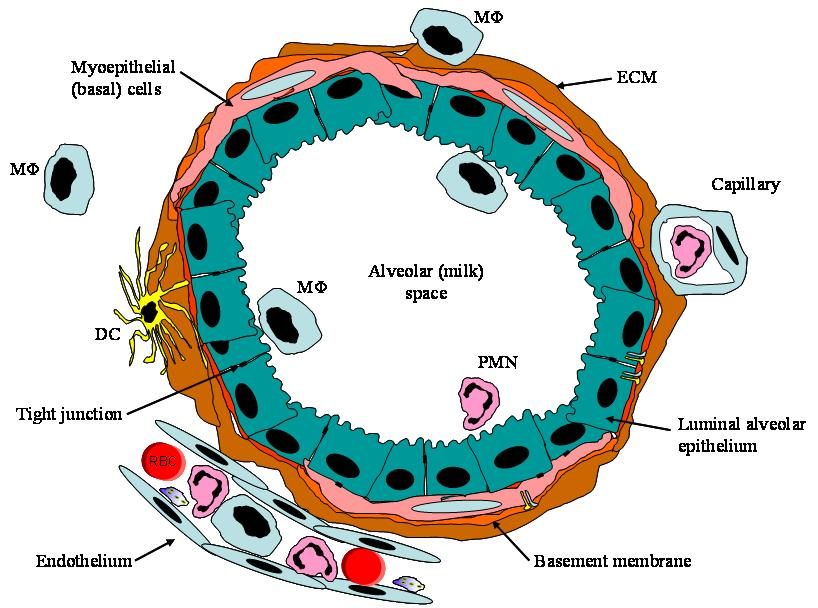 MΦ
Myoepithelial
(basal) cells
ECM
MΦ
Capillary
Alveolar (milk)
space
MΦ
DC
PMN
Tight junction
Luminal alveolar
epithelium
RBC
Endothelium
Basement membrane